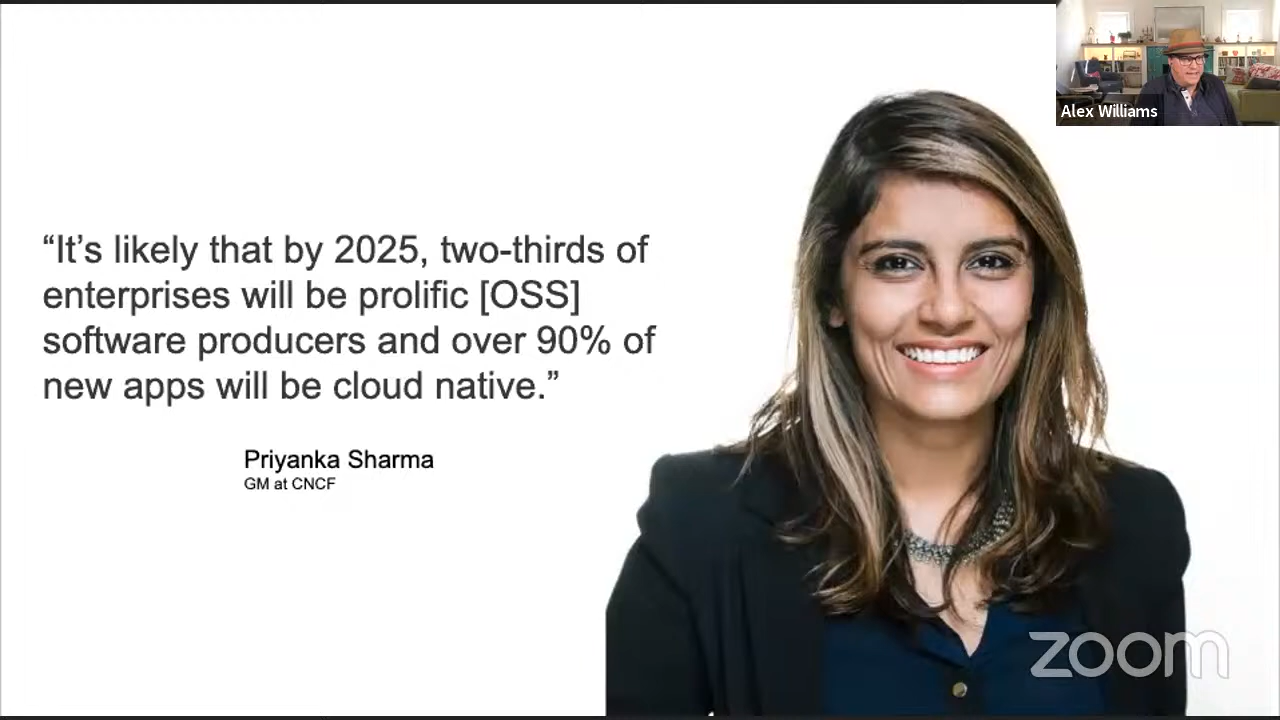 Alex Williams
“It’s likely that by 2025, two-thirds of
enterprises will be prolific [OSS]
software producers and over 90% of
new apps will be cloud native.”
Priyanka Sharma
GM at CNCF
zoom